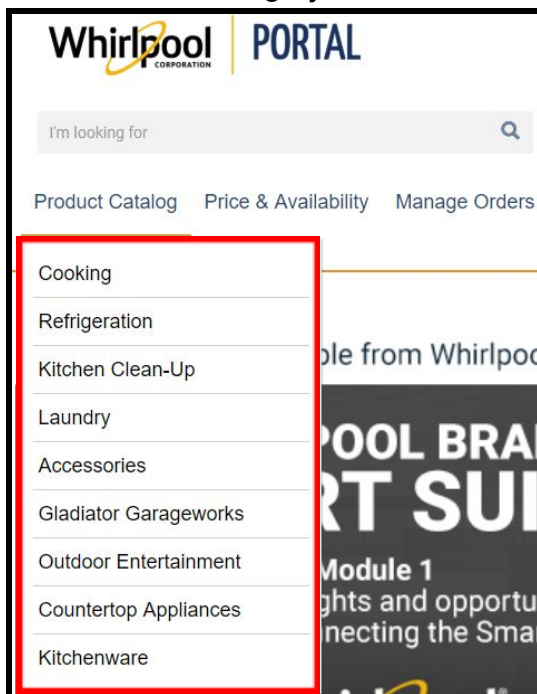 Whirlpool
CORPORATION
PORTAL
I'm looking for
Product Catalog Price & Availability Manage Orders
Cooking
Refrigeration
Kitchen Clean-Up
Laundry
Accessories
Gladiator Garageworks
Outdoor Entertainment
Countertop Appliances
Kitchenware
from Whirlpoo
POOL BRA
RT SU
Module 1
ghts and opportu
necting the Smar